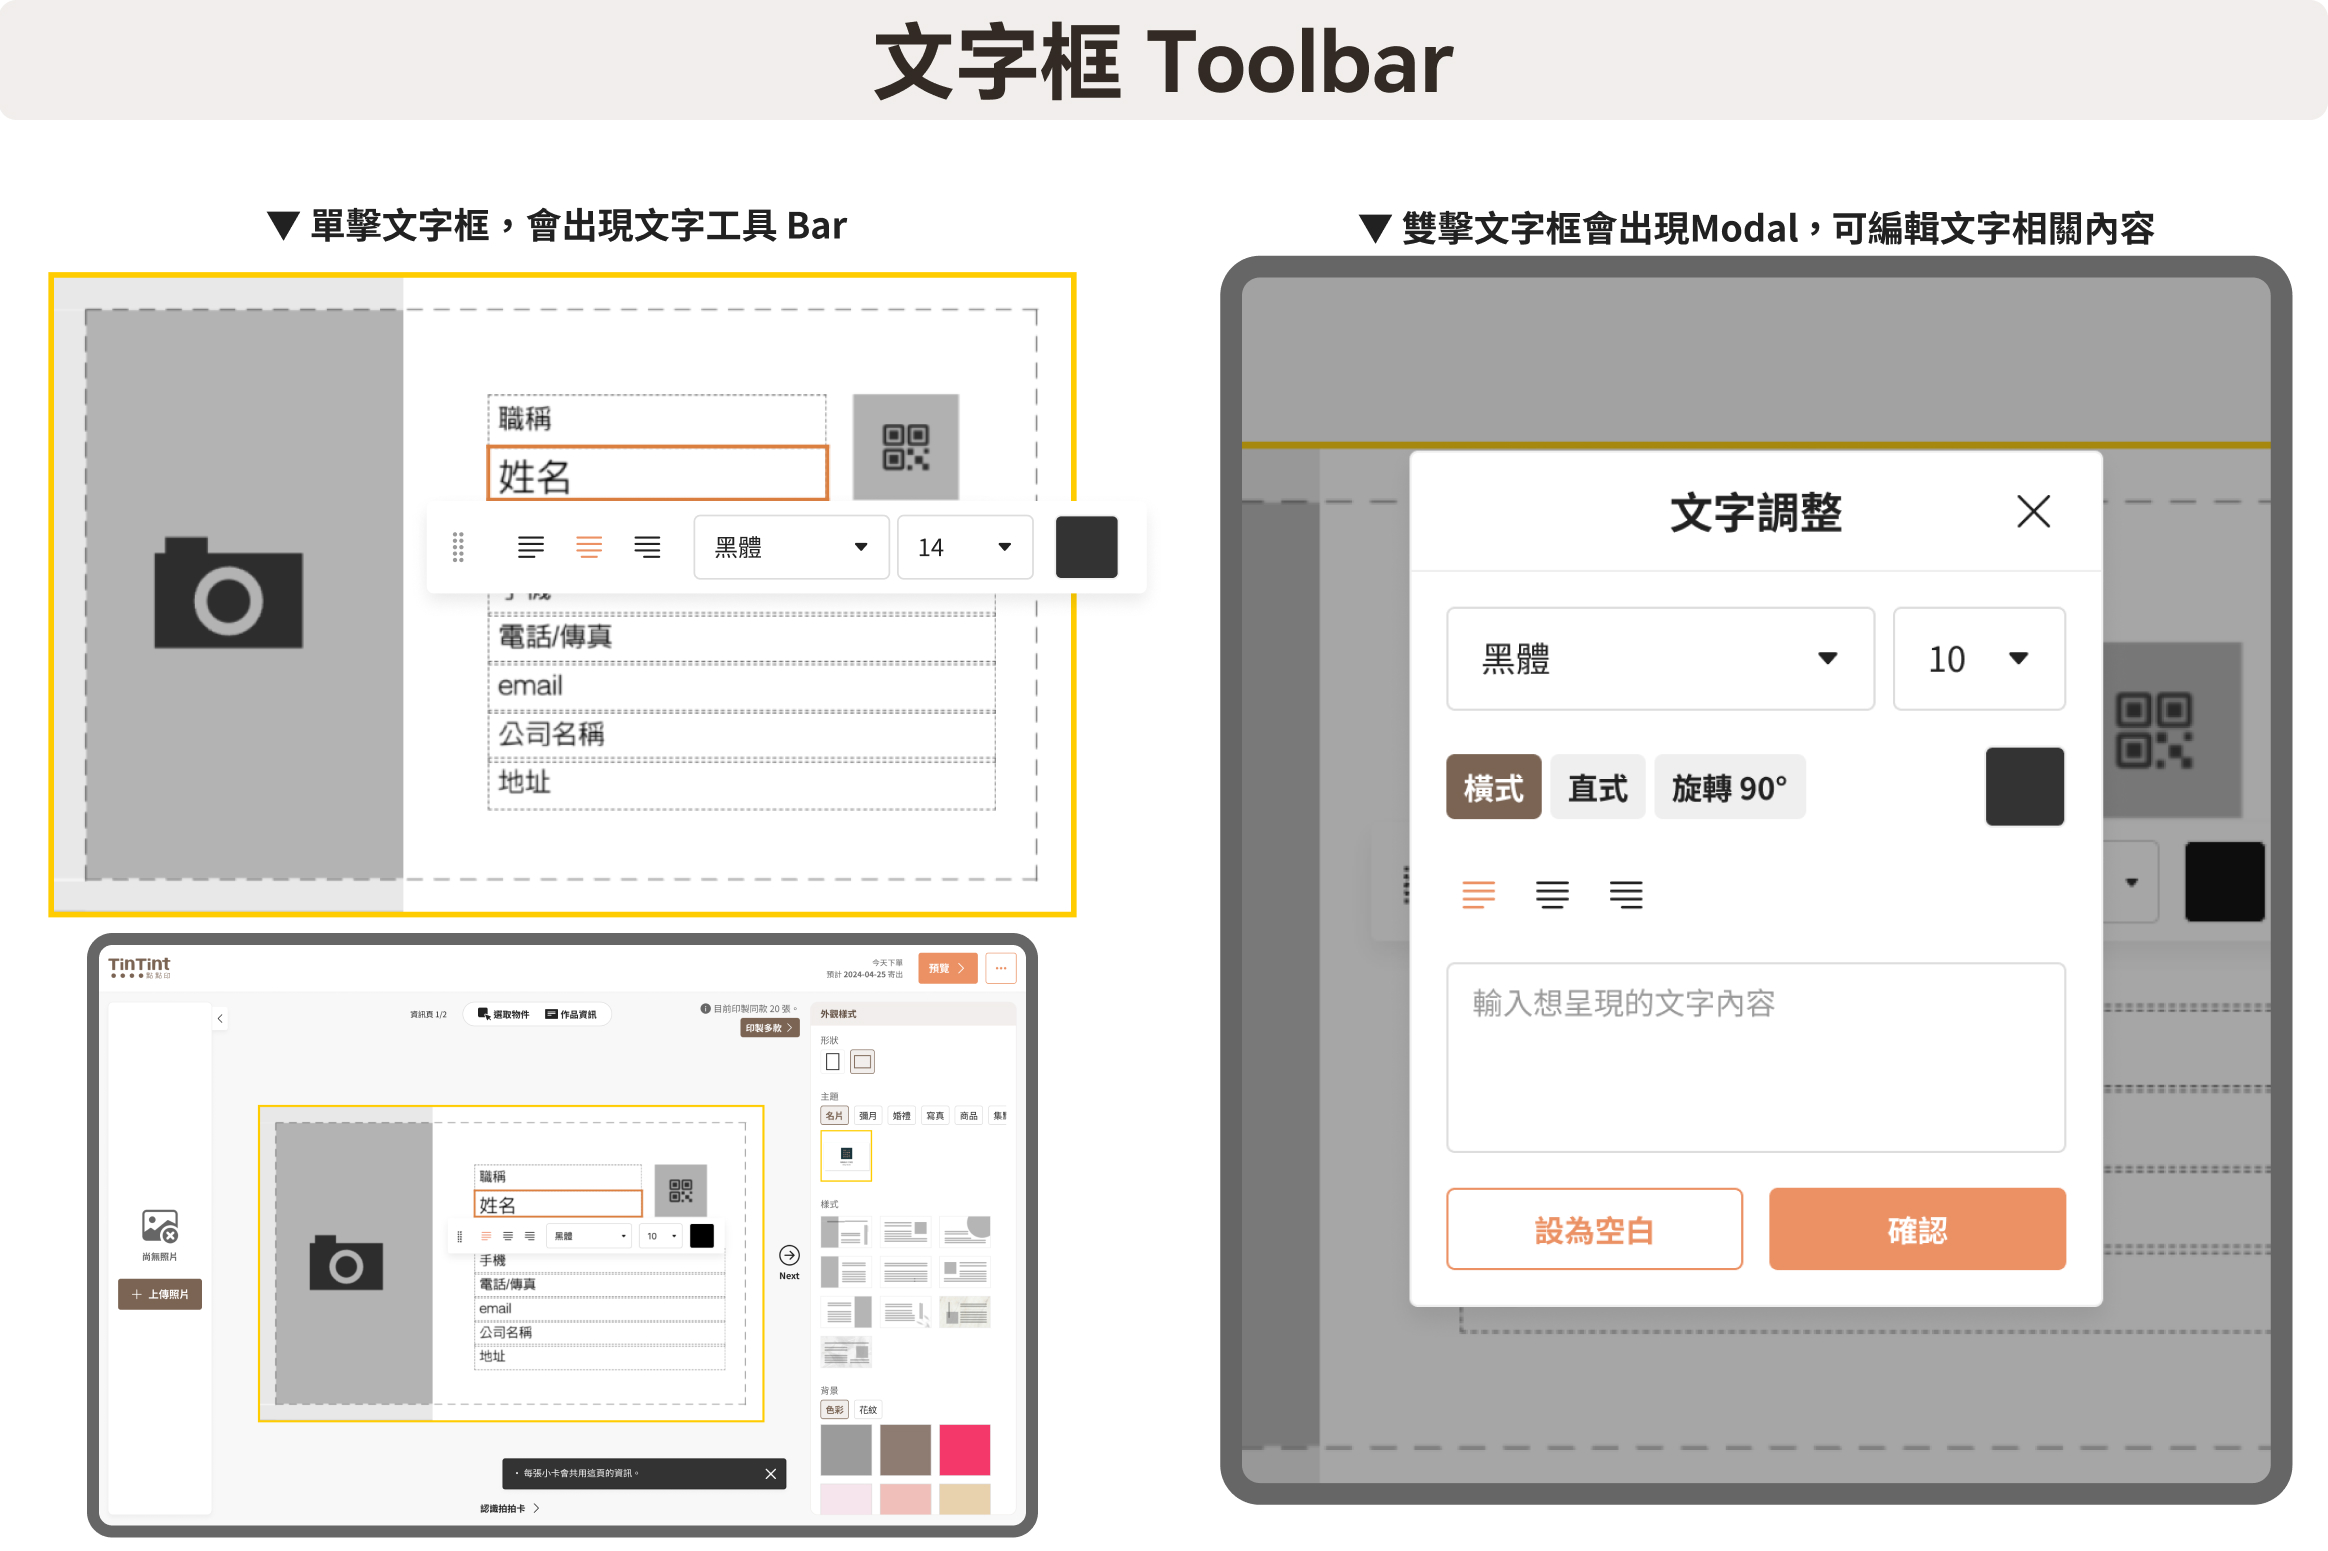 文字框 Toolbar
▼ 單擊文字框，會出現文字工具 Bar
職稱
姓名
黑體
14
手機
電話/傳真
email
公司名稱
地址
TinTint
點點印
今天下單
預計 2024-04-25 寄出
預覽
資訊頁 1/2
選取物件
作品資訊
目前印製同款 20 張。
印製多款
外觀樣式
形狀
主題
名片
彌月
婚禮
寫真
商品
集點
職稱
姓名
黑體
10
手機
電話/傳真
email
公司名稱
地址
尚無照片
上傳照片
Next
樣式
背景
色彩
花紋
・每張小卡會共用這頁的資訊。
認識拍拍卡
▼ 雙擊文字框會出現Modal，可編輯文字相關內容
文字調整
黑體
10
橫式
直式
旋轉 90°
輸入想呈現的文字內容
設為空白
確認